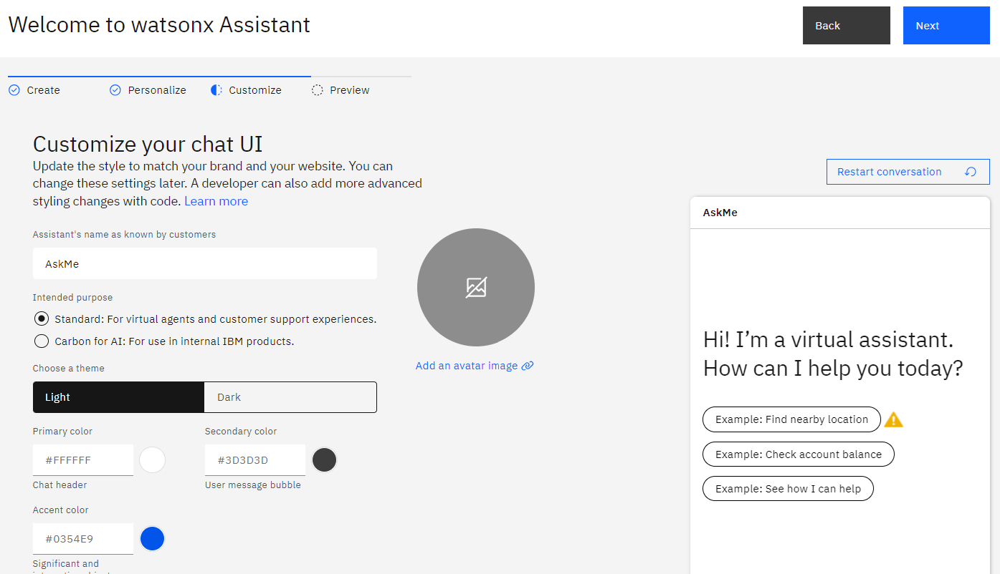 Welcome to watsonx Assistant
Back
Next
Create
Personalize
Customize
Preview
Customize your chat UI
Update the style to match your brand and your website. You can
change these settings later. A developer can also add more advanced
styling changes with code. Learn more
Assistant's name as known by customers
AskMe
Intended purpose
Standard: For virtual agents and customer support experiences.
Carbon for AI: For use in internal IBM products.
Choose a theme
Light
Dark
Primary color
#FFFFFF
Chat header
Secondary color
#3D3D3D
User message bubble
Accent color
#0354E9
Significant and
Add an avatar image
Restart conversation
AskMe
Hi! I’m a virtual assistant.
How can I help you today?
Example: Find nearby location
Example: Check account balance
Example: See how I can help